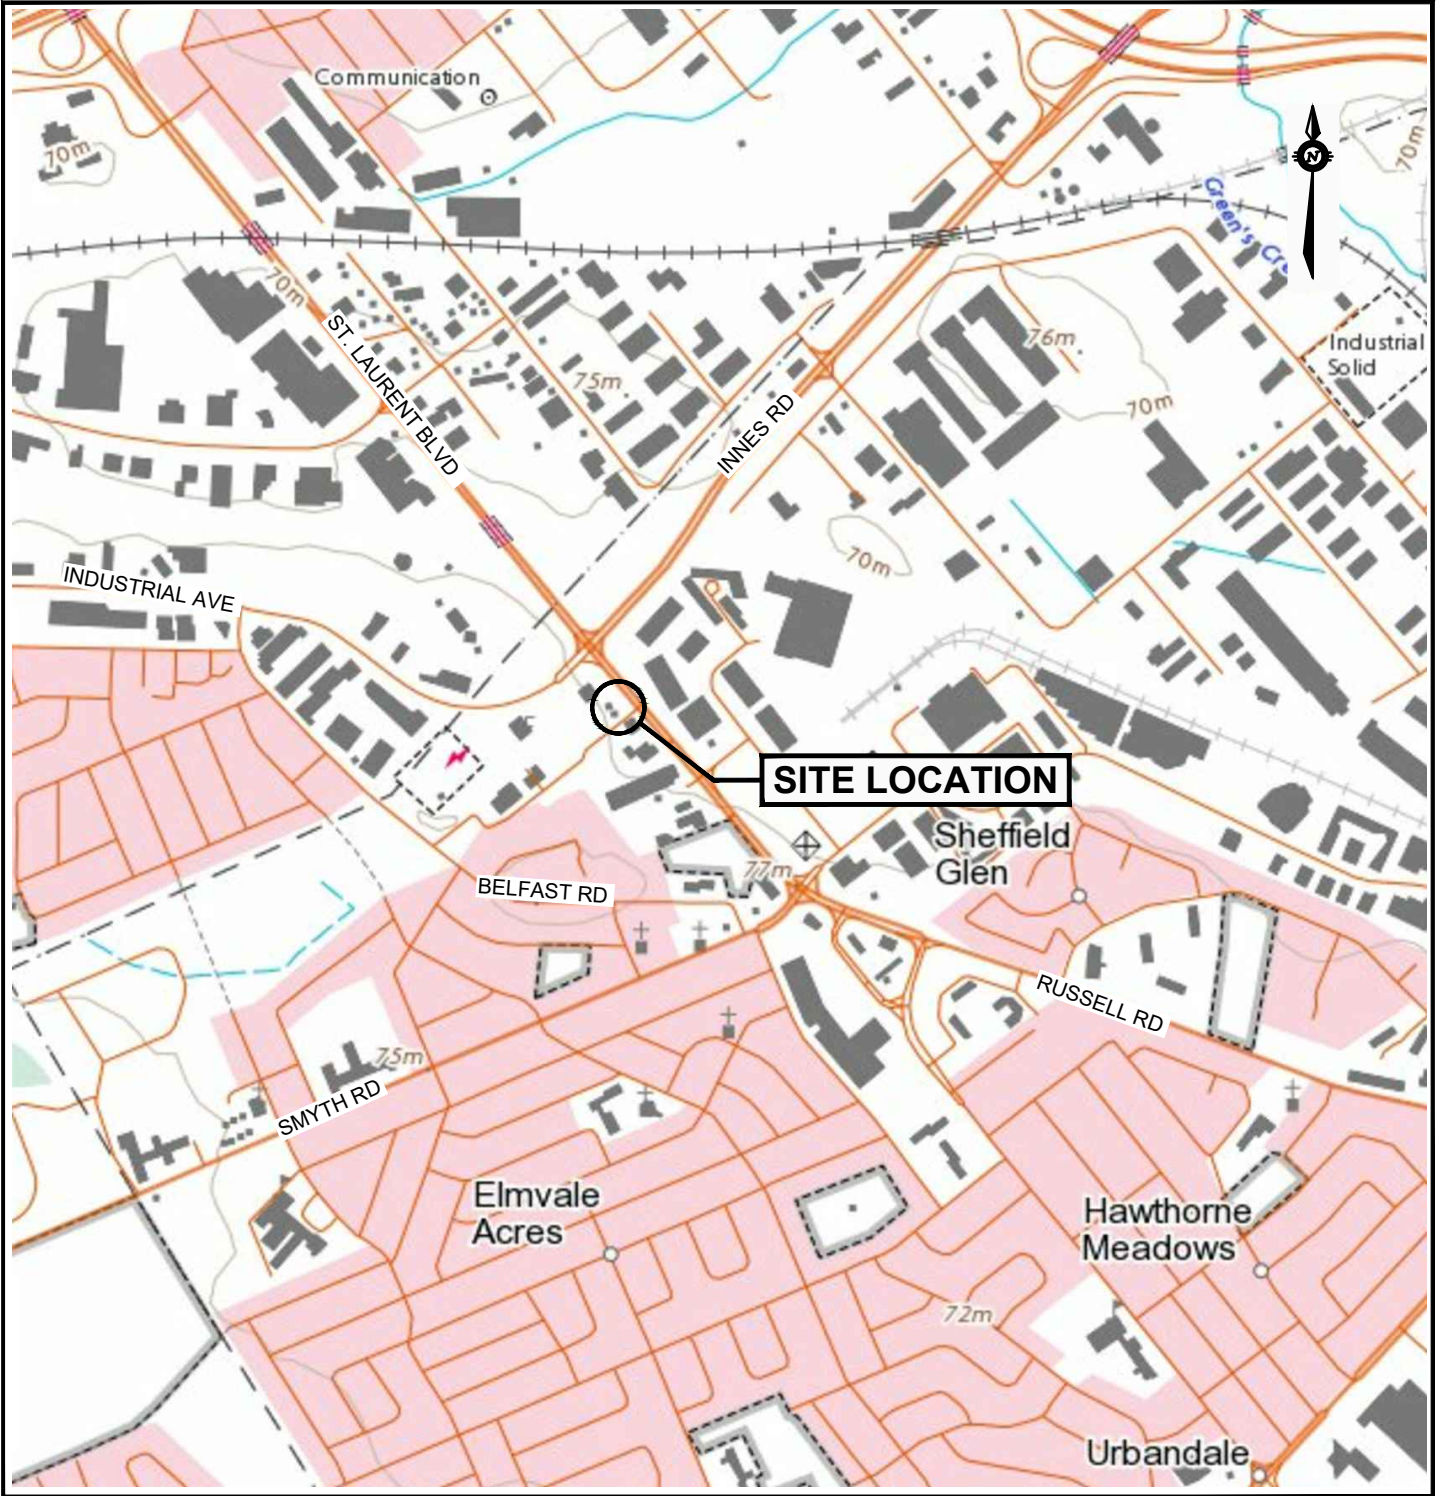 Communication
70m
70m
N
Green's Cre
70m
ST. LAURENT BLVD
76m
Industrial
Solid
75m
INNES RD
70m
70m
INDUSTRIAL AVE
SITE LOCATION
Sheffield
Glen
77m
BELFAST RD
RUSSELL RD
75m
SMYTH RD
Elmvale
Acres
Hawthorne
Meadows
72m
Urbandale